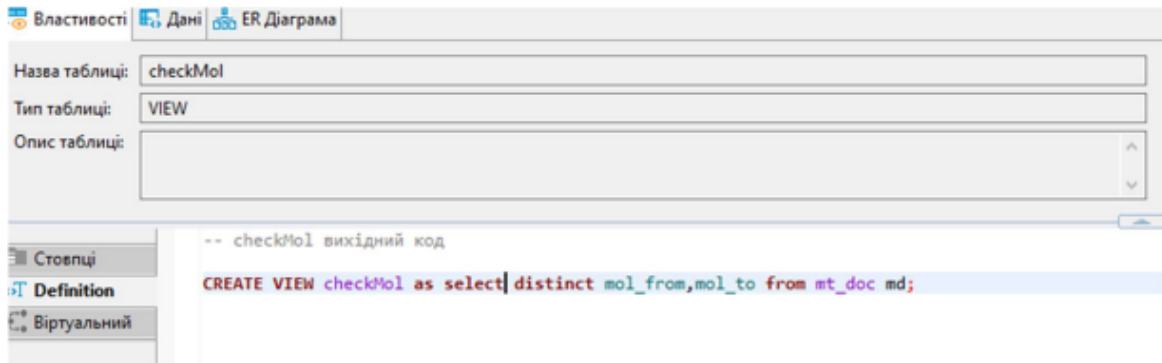 Властивості Дані ER Діаграма
Назва таблиці: checkMol
Тип таблиці: VIEW
Опис таблиці:
-- checkMol вихідний код
Стовпці
Definition
CREATE VIEW checkMol as select distinct mol_from,mol_to from mt_doc md;
Віртуальний